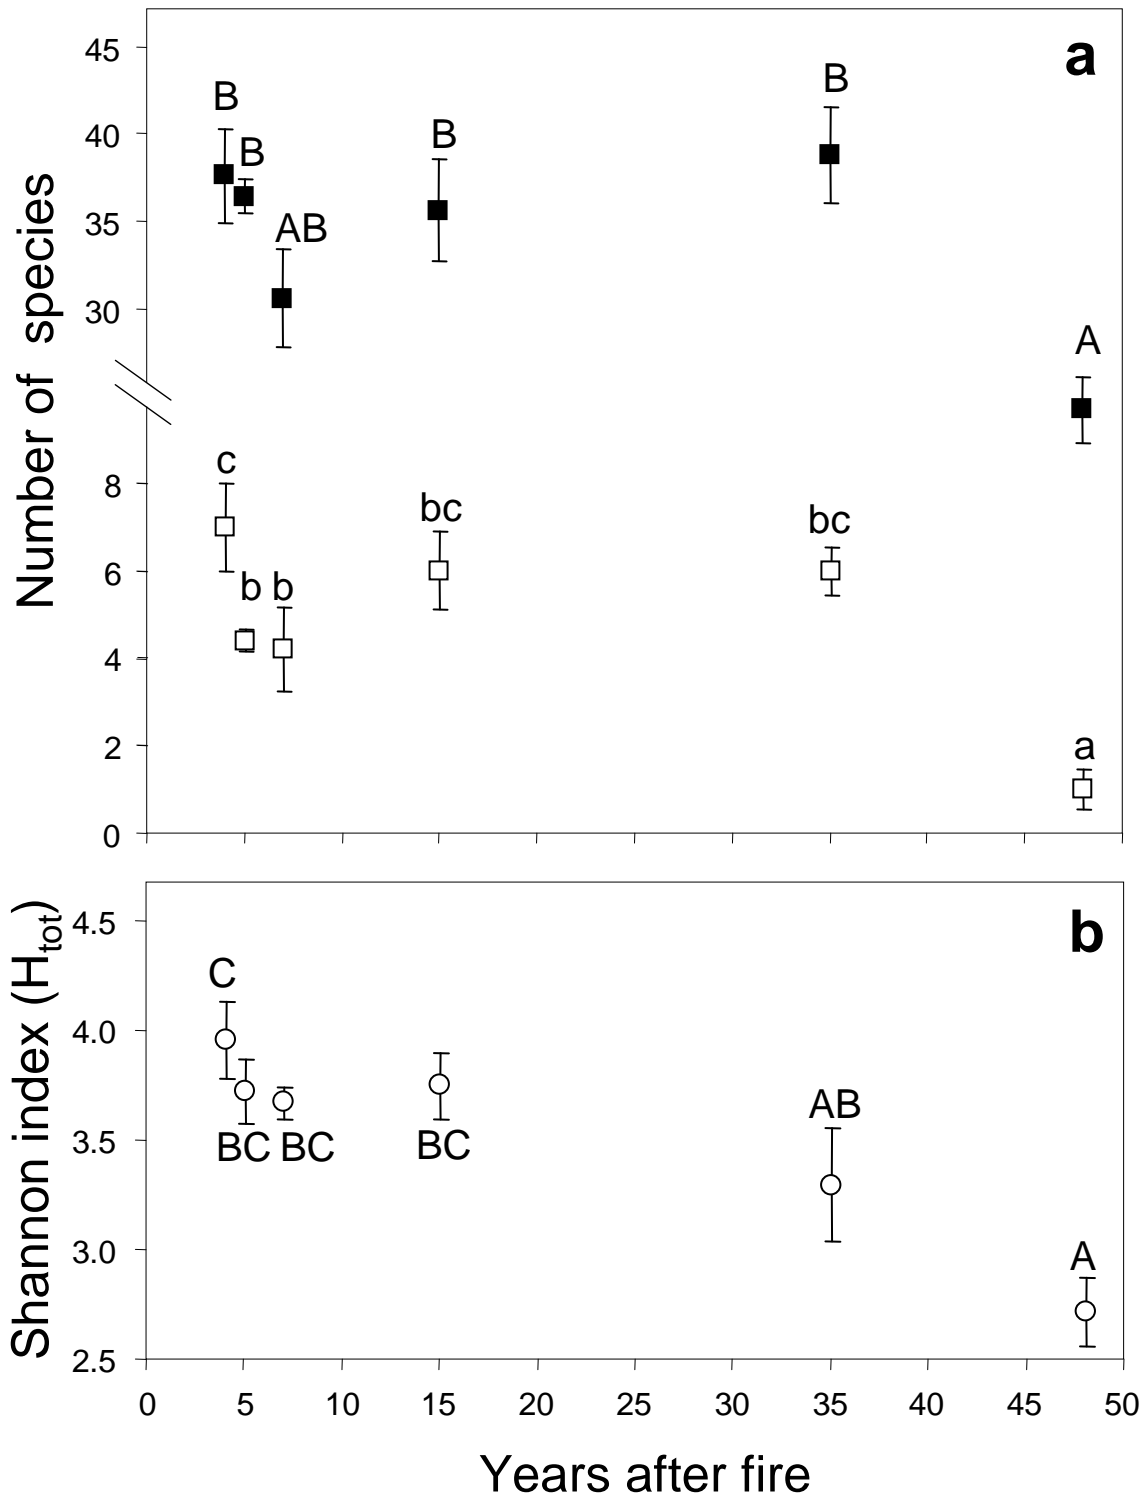 a
45
40
35
30
8
6
4
2
0
Number of species
B
B
AB
B
B
A
c
b b
bc
bc
a
b
4.5
4.0
3.5
3.0
2.5
Shannon index (Htot)
C
BC BC
BC
AB
A
0 5 10 15 20 25 30 35 40 45 50
Years after fire